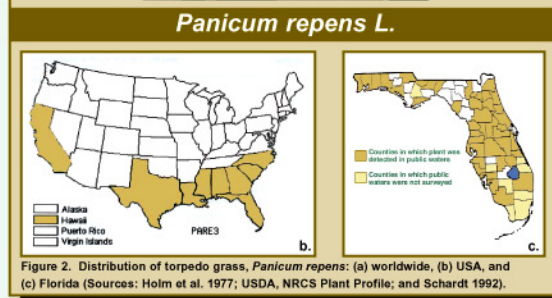 Panicum repens L.
Alaska
Hawaii
Puerto Rico
Virgin Islands
PARE3
b.
Counties in which plant was
detected in public waters
Counties in which public
waters were not surveyed
c.
Figure 2. Distribution of torpedo grass, Panicum repens: (a) worldwide, (b) USA, and
(c) Florida (Sources: Holm et al. 1977; USDA, NRCS Plant Profile; and Schardt 1992).